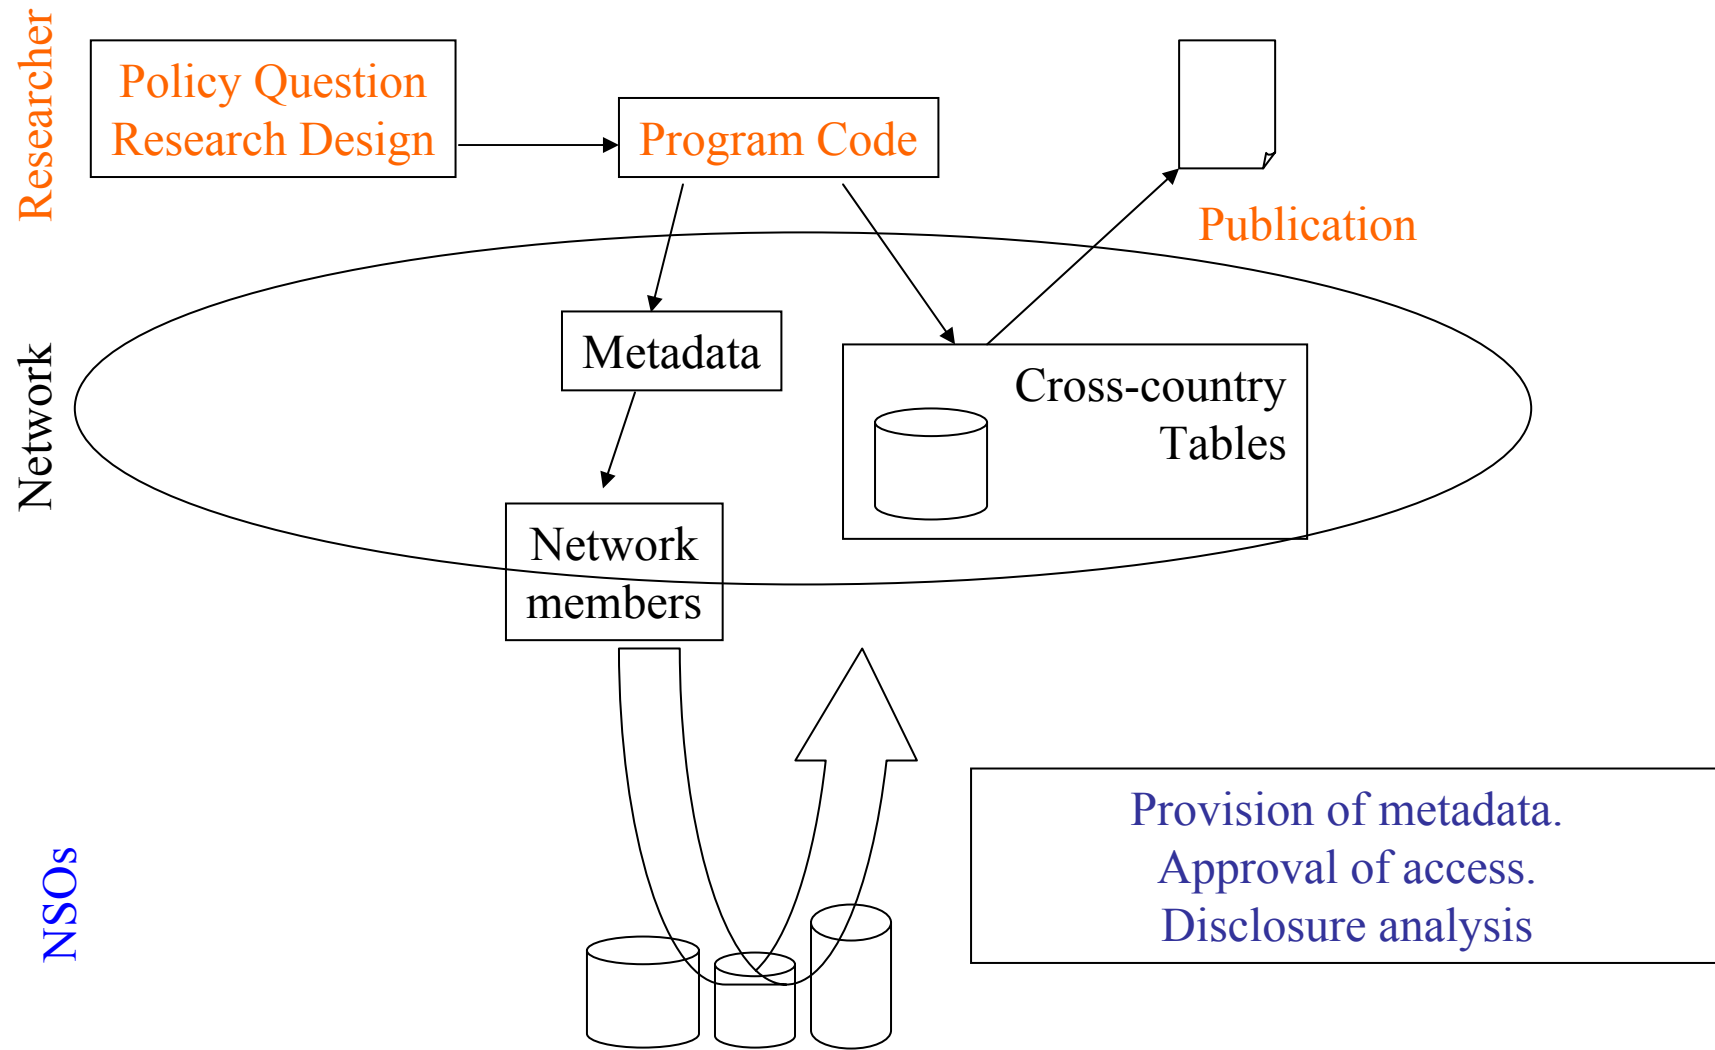 Researcher
Policy Question
Research Design
Program Code
Publication
Network
Metadata
Cross-country
Tables
Network
members
NSOs
Provision of metadata.
Approval of access.
Disclosure analysis